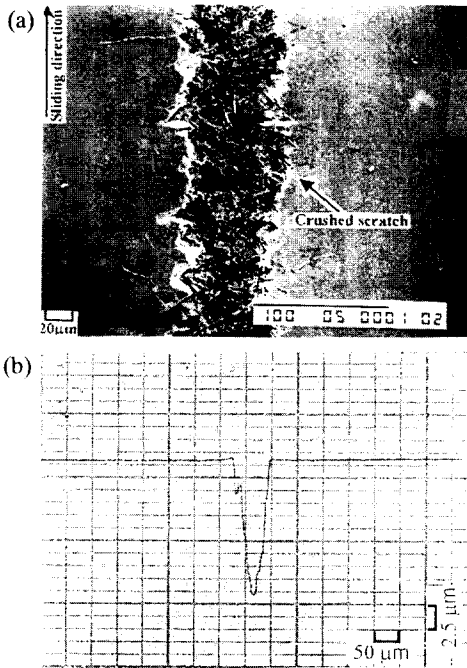 (a)
Sliding direction
Crushed scratch
20μm
100 05 0001 02
(b)
50 μm
2.5 μm